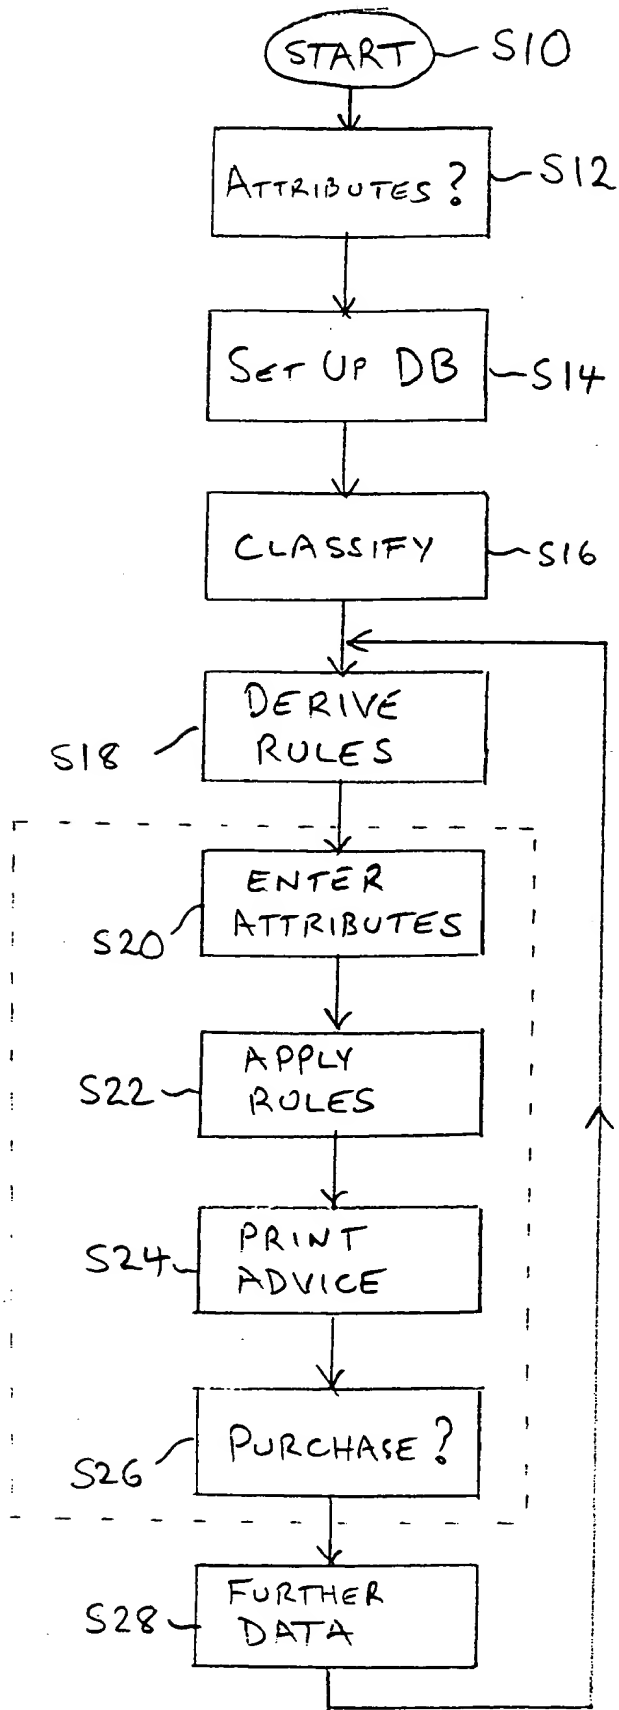 START
S10
ATTRIBUTES?
S12
SET UP DB
S14
CLASSIFY
S16
DERIVE
RULES
S18
ENTER
ATTRIBUTES
S20
APPLY
RULES
S22
PRINT
ADVICE
S24
PURCHASE?
S26
FURTHER
DATA
S28